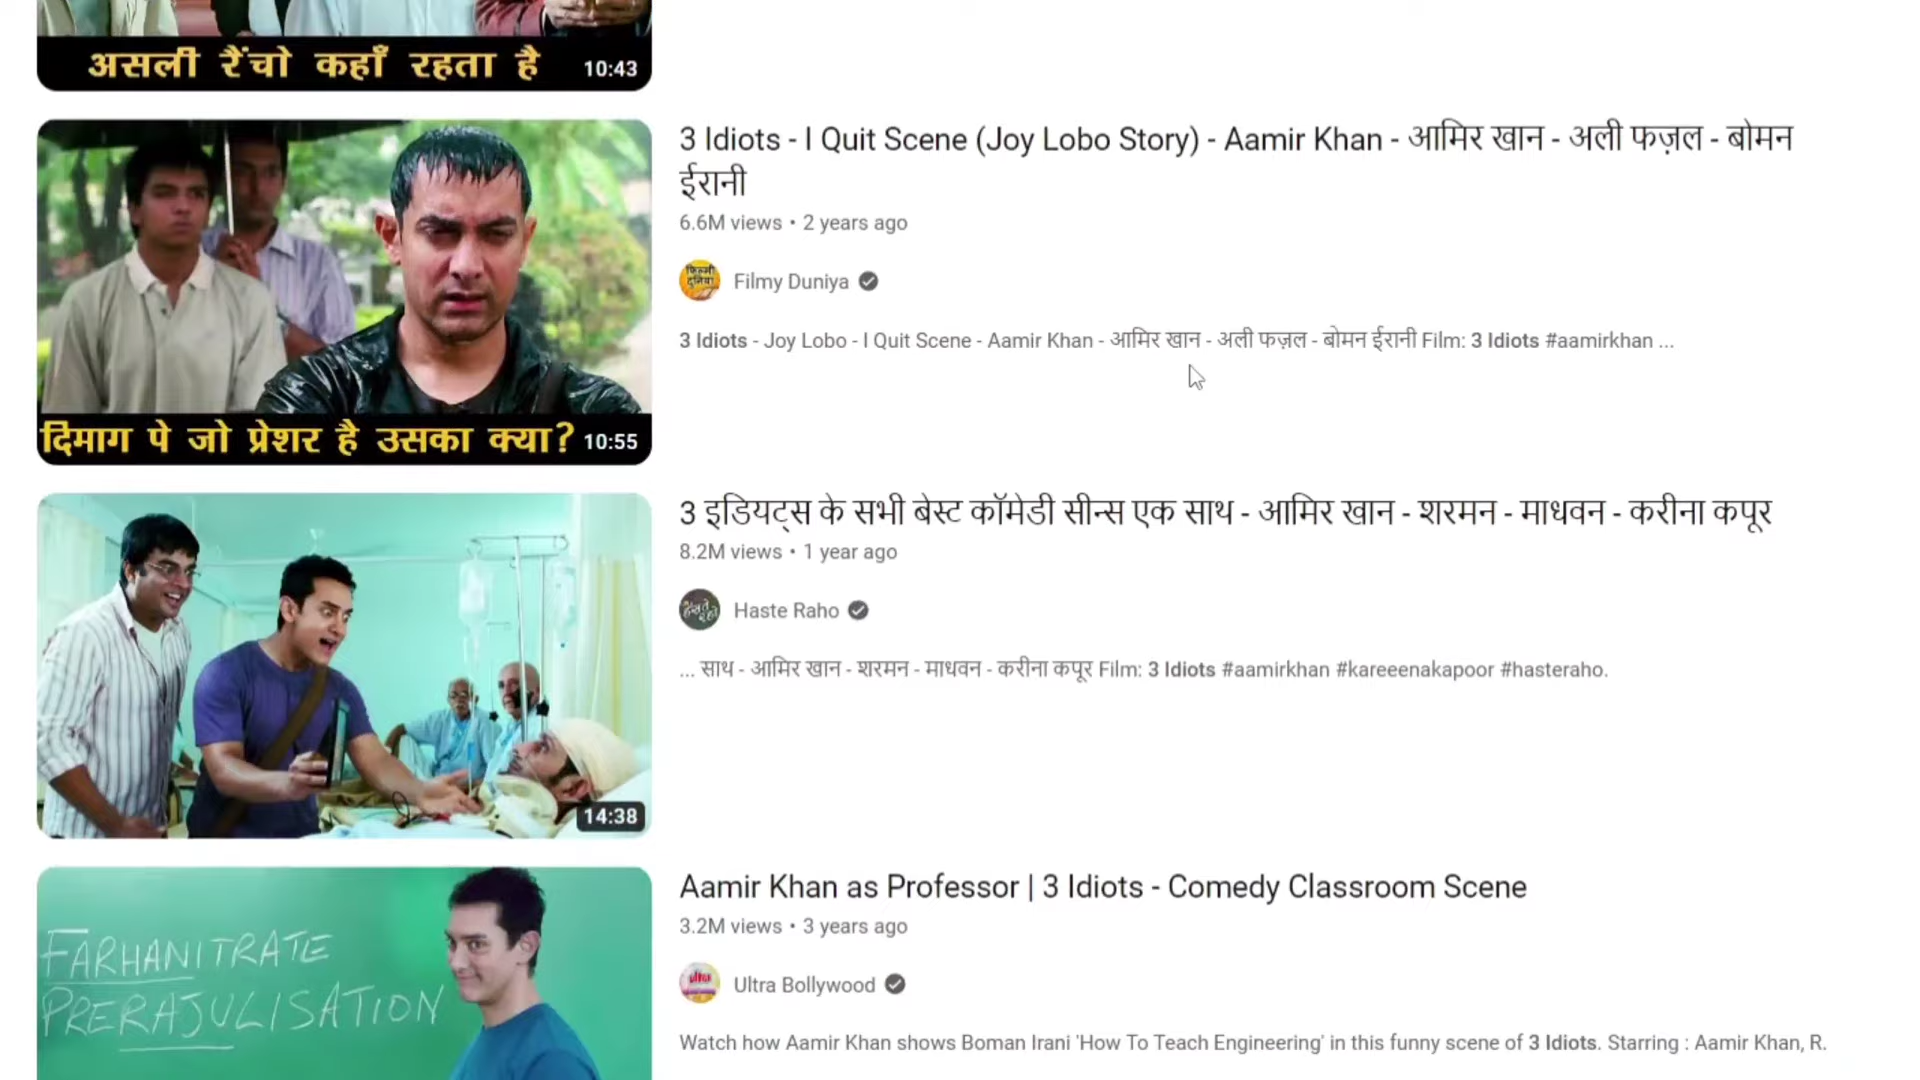 असली रैंचो कहाँ रहता है
10:43
3 Idiots - I Quit Scene (Joy Lobo Story) - Aamir Khan - आमिर खान - अली फज़ल - बोमन
ईरानी
6.6M views • 2 years ago
फिल्मी
दुनिया
Filmy Duniya
3 Idiots - Joy Lobo - I Quit Scene - Aamir Khan - आमिर खान - अली फज़ल - बोमन ईरानी Film: 3 Idiots #aamirkhan ...
दिमाग पे जो प्रेशर है उसका क्या?
10:55
3 इडियट्स के सभी बेस्ट कॉमेडी सीन्स एक साथ - आमिर खान - शरमन - माधवन - करीना कपूर
8.2M views • 1 year ago
हंसते
रहो
Haste Raho
... साथ - आमिर खान - शरमन - माधवन - करीना कपूर Film: 3 Idiots #aamirkhan #kareeenakapoor #hasteraho.
14:38
Aamir Khan as Professor | 3 Idiots - Comedy Classroom Scene
3.2M views • 3 years ago
FARHANITRATE
PRERAJULISATION
ultra
Ultra Bollywood
Watch how Aamir Khan shows Boman Irani 'How To Teach Engineering' in this funny scene of 3 Idiots. Starring : Aamir Khan, R.